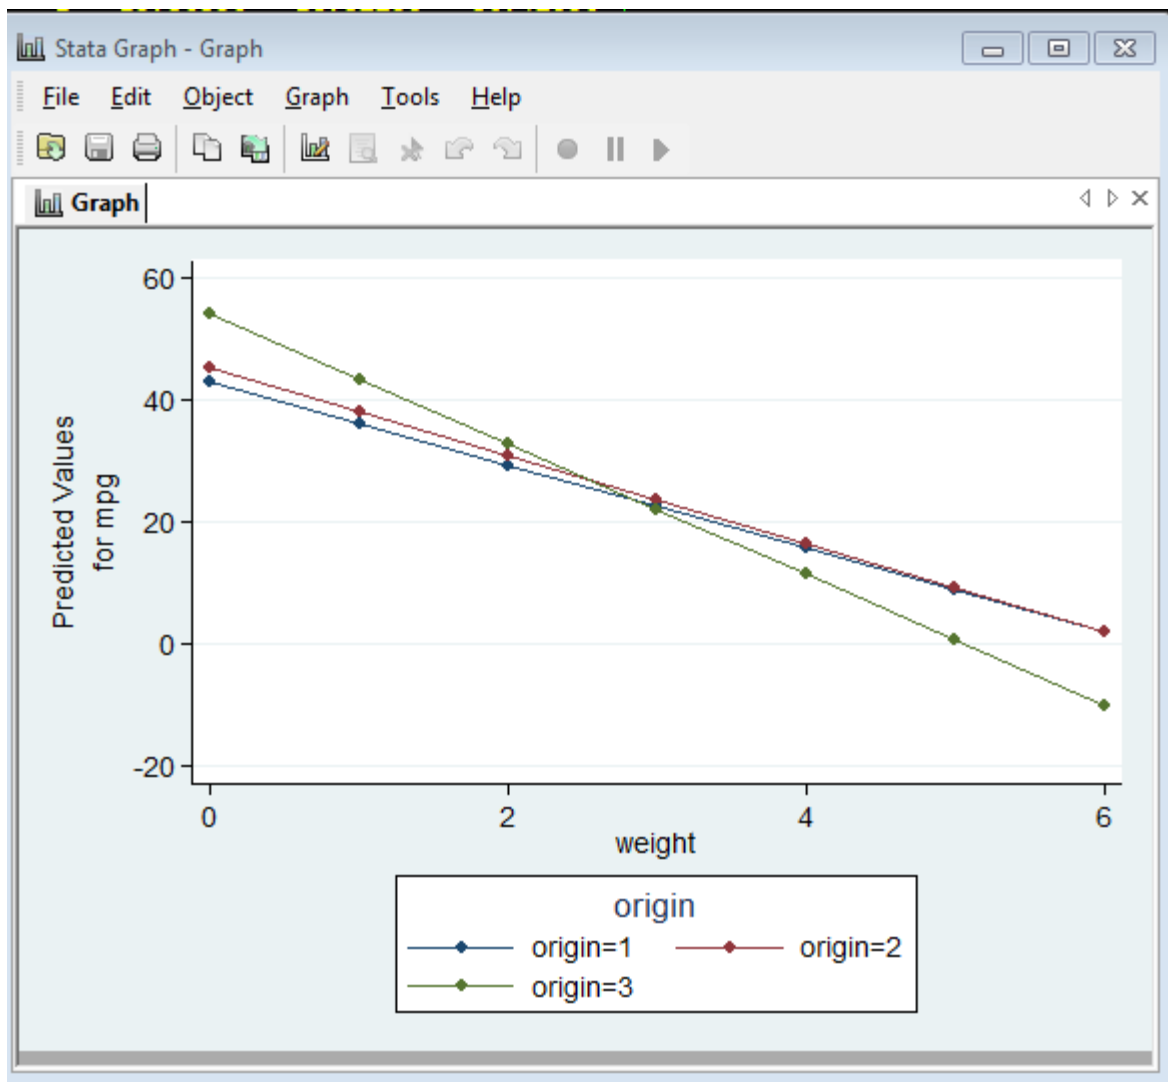 Stata Graph - Graph
File Edit Object Graph Tools Help
Graph
60
40
20
0
-20
Predicted Values
for mpg
0 2 4 6
weight
origin
origin=1 origin=2
origin=3